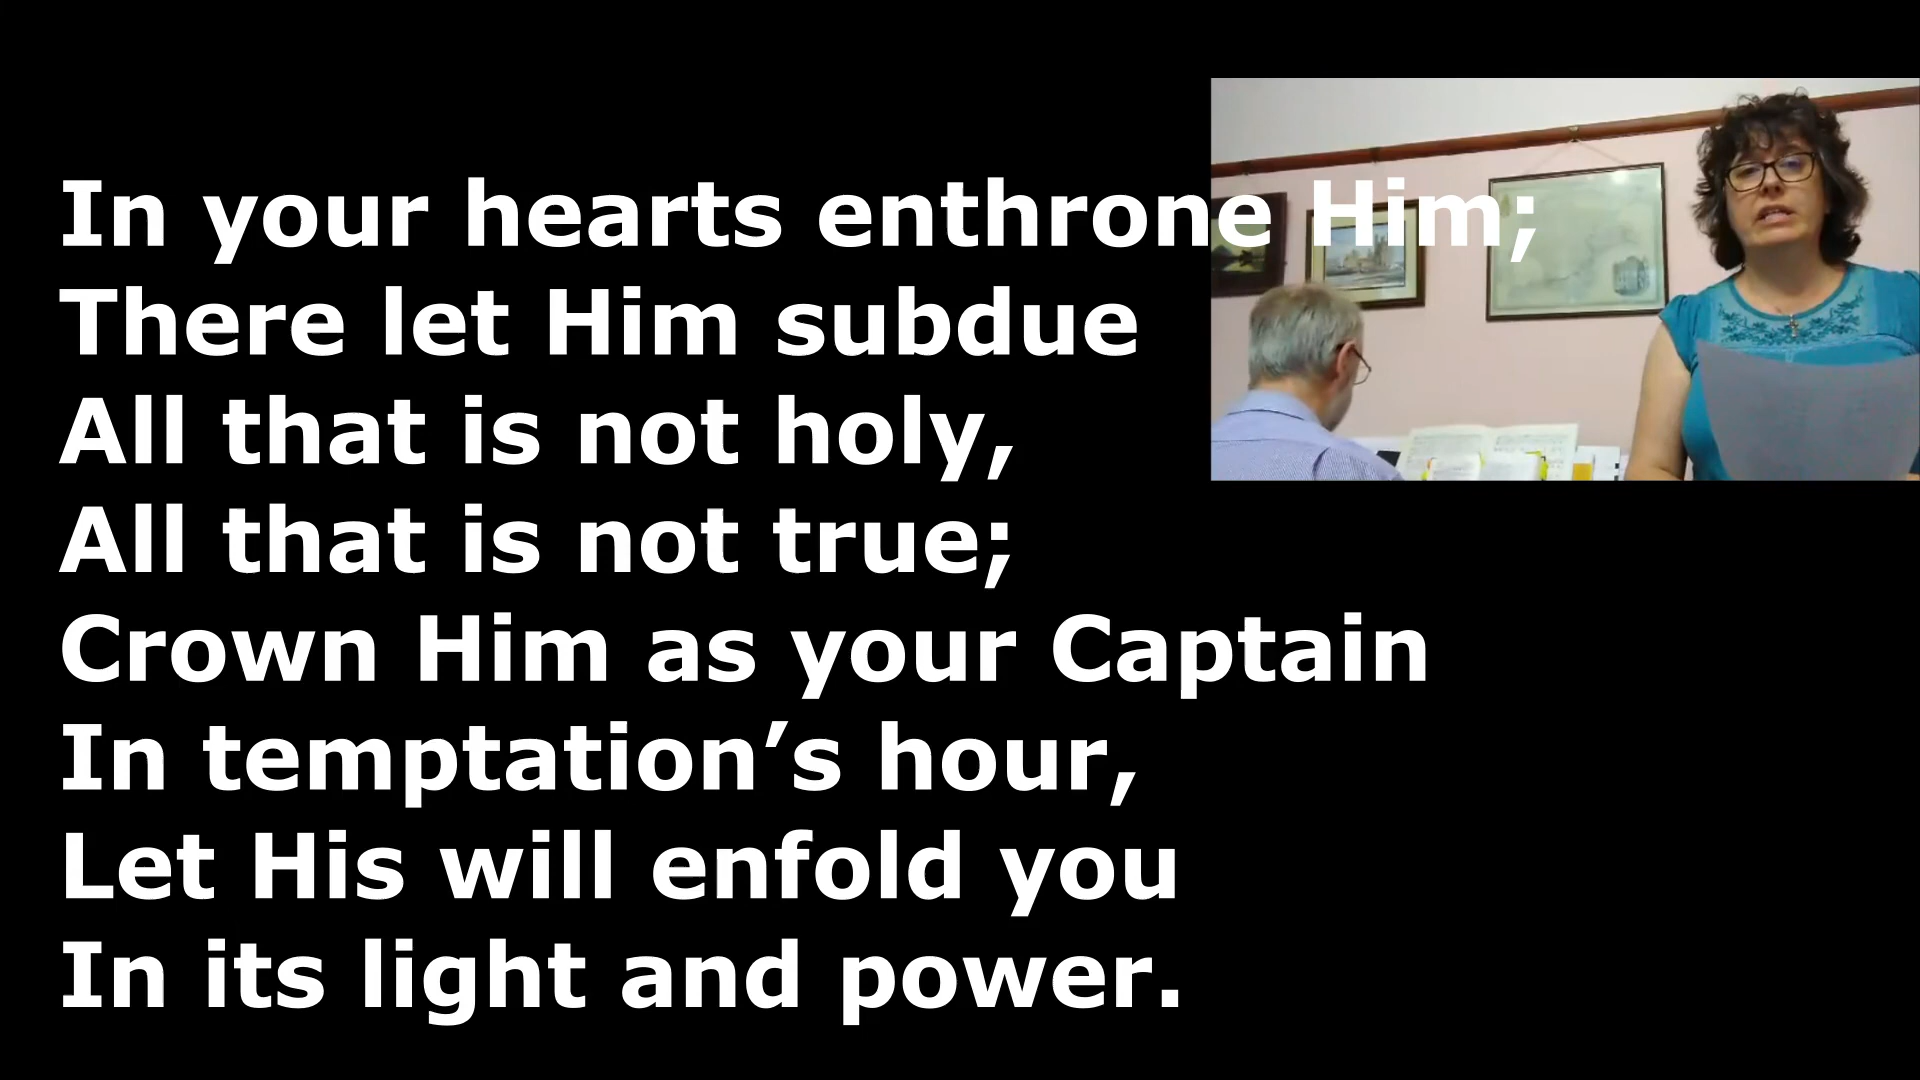 In your hearts enthrone Him;
There let Him subdue
All that is not holy,
All that is not true;
Crown Him as your Captain
In temptation’s hour,
Let His will enfold you
In its light and power.